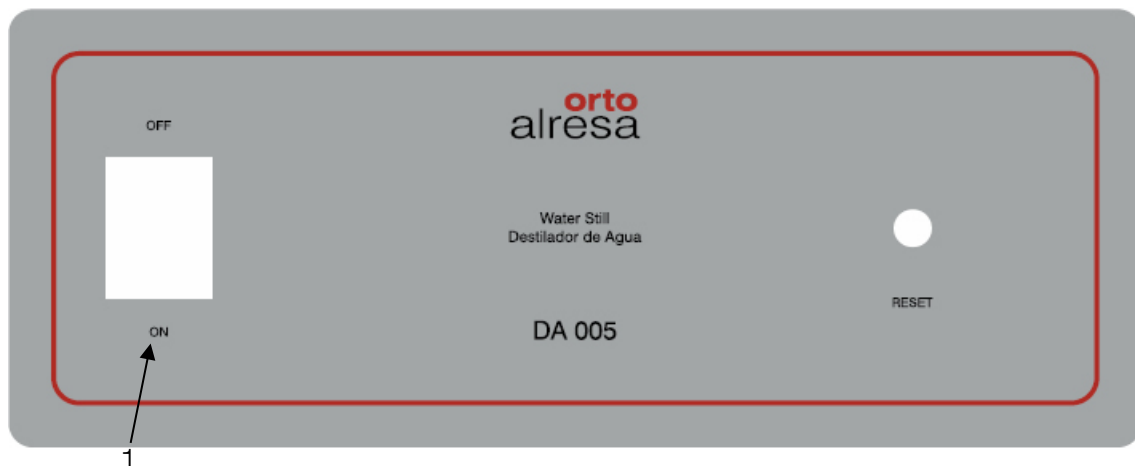 OFF
orto
alresa
Water Still
Destilador de Agua
RESET
ON
DA 005
1